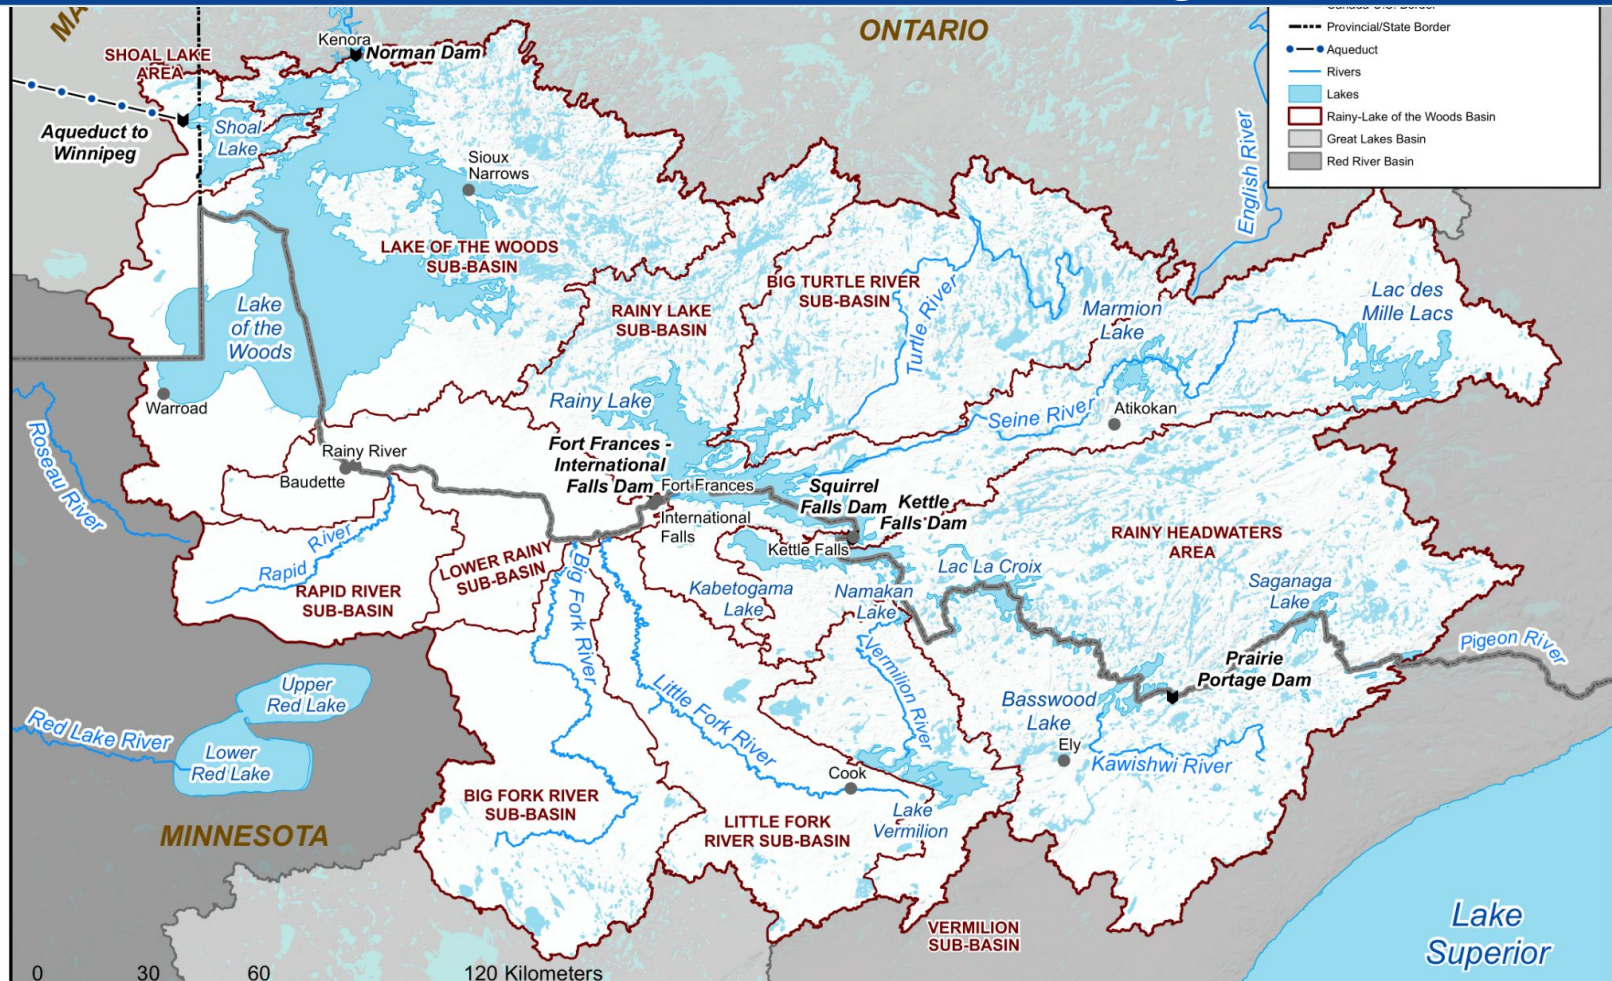 ONTARIO
Canada-U.S. Border
Provincial/State Border
Aqueduct
Rivers
Lakes
Rainy-Lake of the Woods Basin
Great Lakes Basin
Red River Basin
MA
SHOAL LAKE
AREA
Kenora
Norman Dam
Aqueduct to
Winnipeg
Shoal
Lake
Sioux
Narrows
English River
LAKE OF THE WOODS
SUB-BASIN
Lake
of the
Woods
RAINY LAKE
SUB-BASIN
BIG TURTLE RIVER
SUB-BASIN
Turtle River
Marmion
Lake
Lac des
Mille Lacs
Warroad
Rainy Lake
Seine River
Atikokan
Roseau River
Rainy River
Baudette
Fort Frances -
International
Falls Dam
Fort Frances
International
Falls
Squirrel
Falls Dam
Kettle
Falls Dam
Kettle Falls
RAINY HEADWATERS
AREA
Rapid River
RAPID RIVER
SUB-BASIN
LOWER RAINY
SUB-BASIN
Big Fork River
Kabetogama
Lake
Namakan
Lake
Lac La Croix
Saganaga
Lake
Pigeon River
Prairie
Portage Dam
Vermilion River
Little Fork River
Basswood
Lake
Ely
Kawishwi River
Upper
Red Lake
Red Lake River
Lower
Red Lake
Cook
Lake
Vermilion
BIG FORK RIVER
SUB-BASIN
LITTLE FORK
RIVER SUB-BASIN
MINNESOTA
VERMILION
SUB-BASIN
Lake
Superior
0 30 60 120 Kilometers